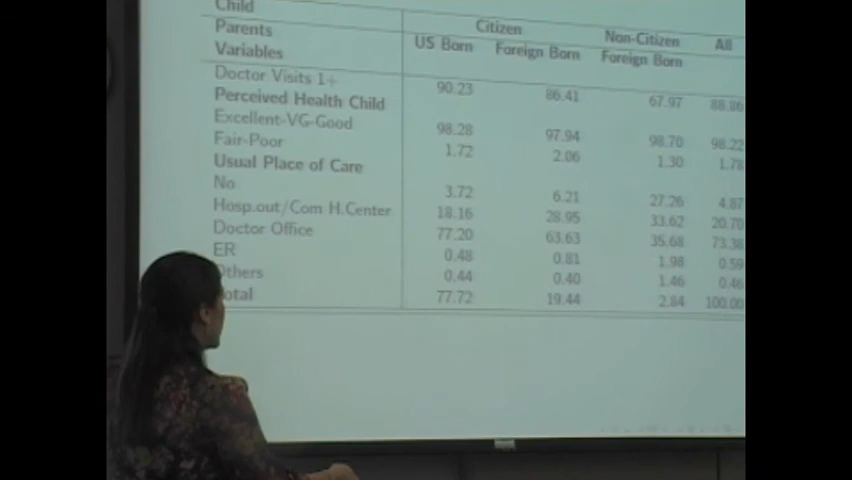 Child Citizen Non-Citizen All
Parents US Born Foreign Born Foreign Born
Variables
Doctor Visits 1+ 90.23 86.41 67.97 88.86
Perceived Health Child
Excellent-VG-Good 98.28 97.94 98.70 98.22
Fair-Poor 1.72 2.06 1.30 1.78
Usual Place of Care
No 3.72 6.21 27.26 4.87
Hosp.out/Com H.Center 18.16 28.95 33.62 20.70
Doctor Office 77.20 63.63 35.68 73.38
ER 0.48 0.81 1.98 0.59
Others 0.44 0.40 1.46 0.46
Total 77.72 19.44 2.84 100.00